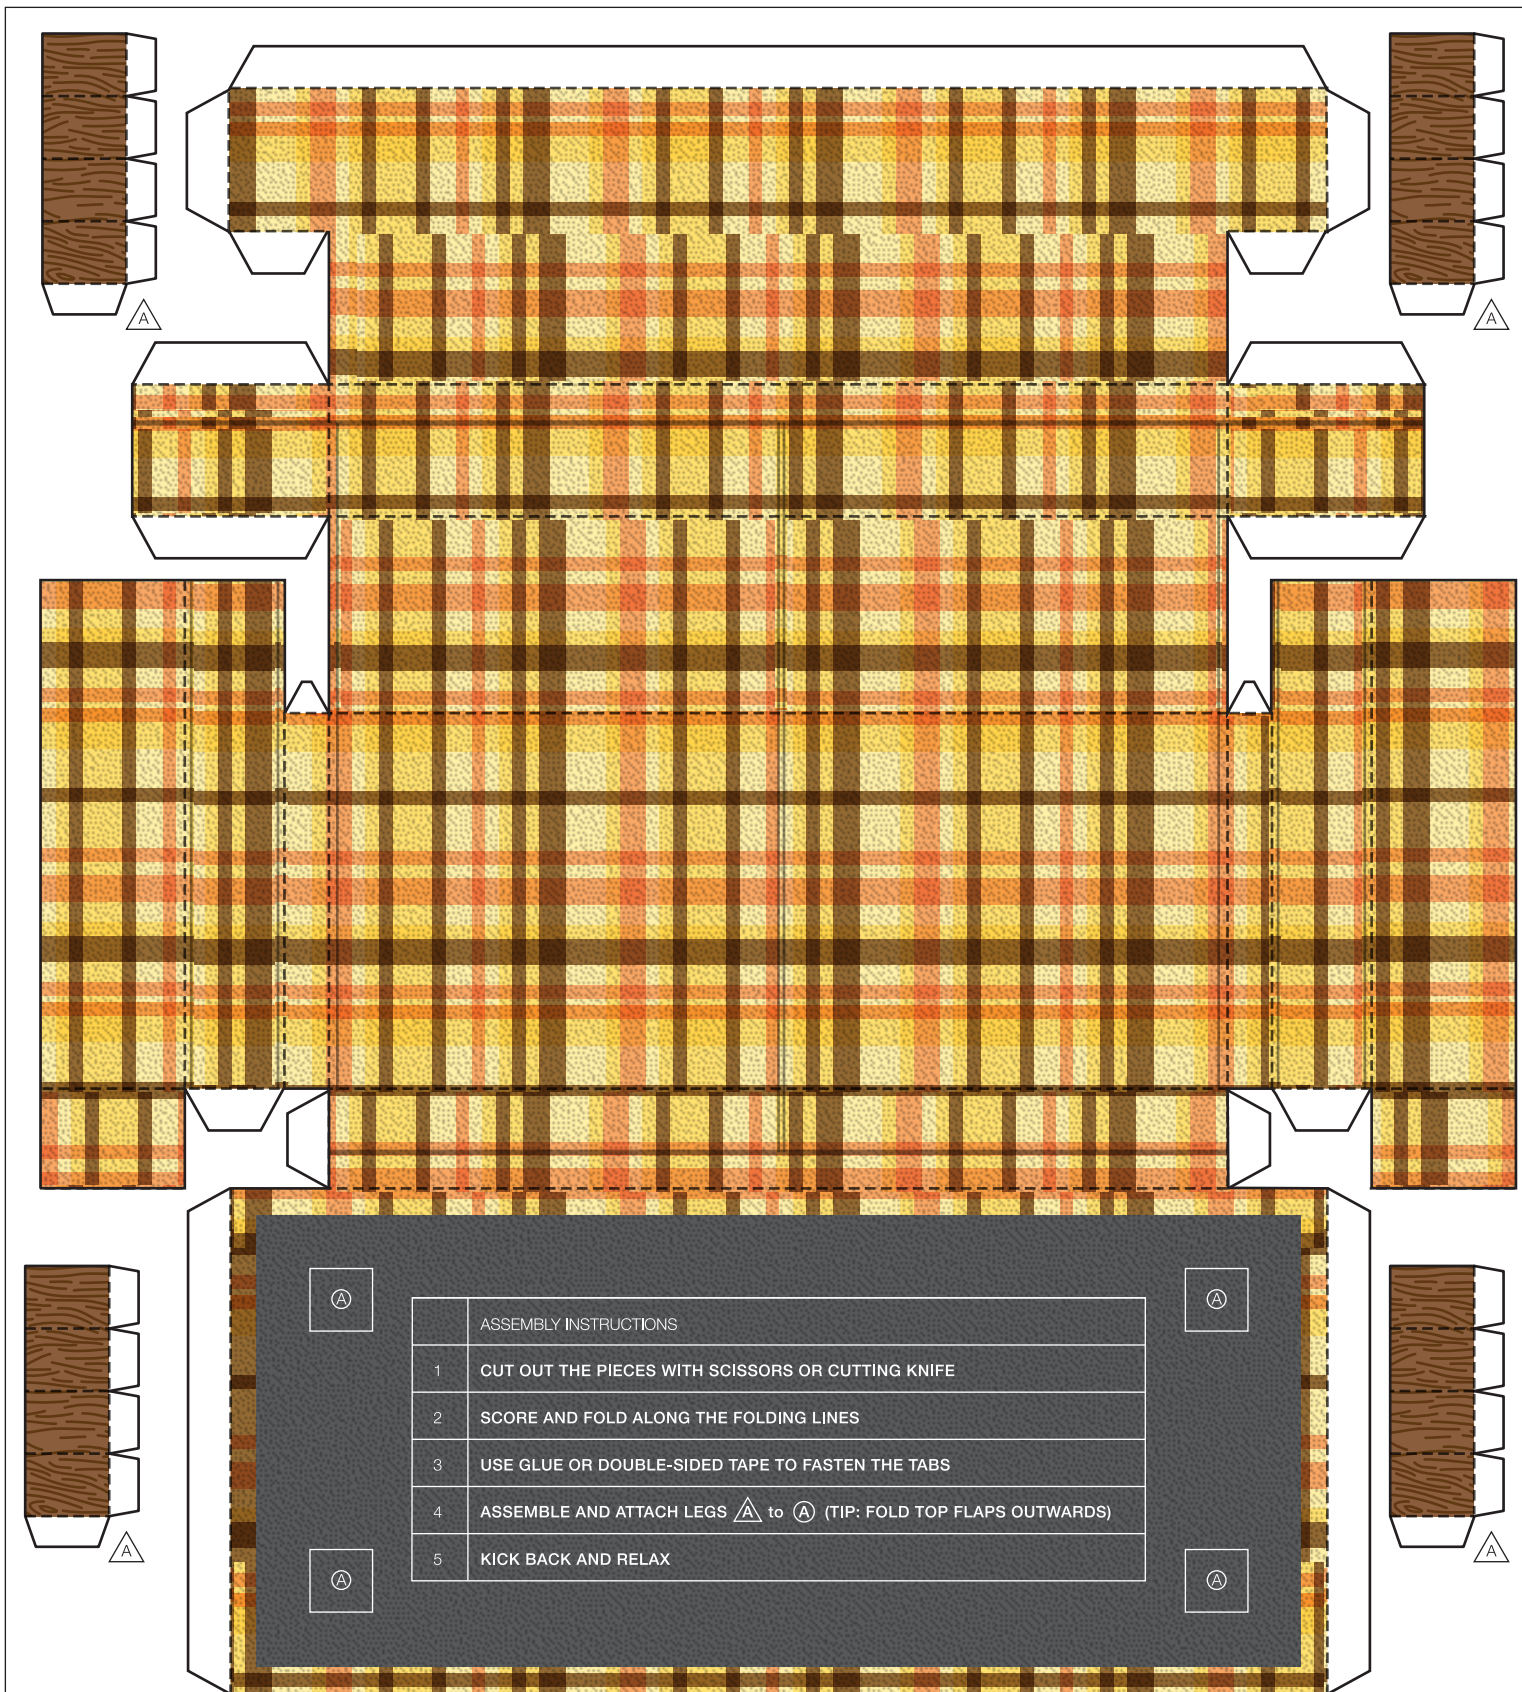 A
A
A
A
ASSEMBLY INSTRUCTIONS
1 CUT OUT THE PIECES WITH SCISSORS OR CUTTING KNIFE
2 SCORE AND FOLD ALONG THE FOLDING LINES
3 USE GLUE OR DOUBLE-SIDED TAPE TO FASTEN THE TABS
4 ASSEMBLE AND ATTACH LEGS A to A (TIP: FOLD TOP FLAPS OUTWARDS)
5 KICK BACK AND RELAX
A
A
A
A